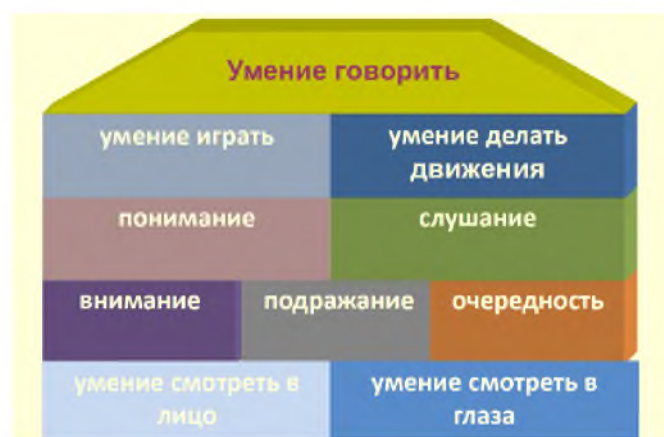 Умение говорить
умение играть
умение делать
движения
понимание
слушание
внимание
подражание
очередность
умение смотреть в
лицо
умение смотреть в
глаза